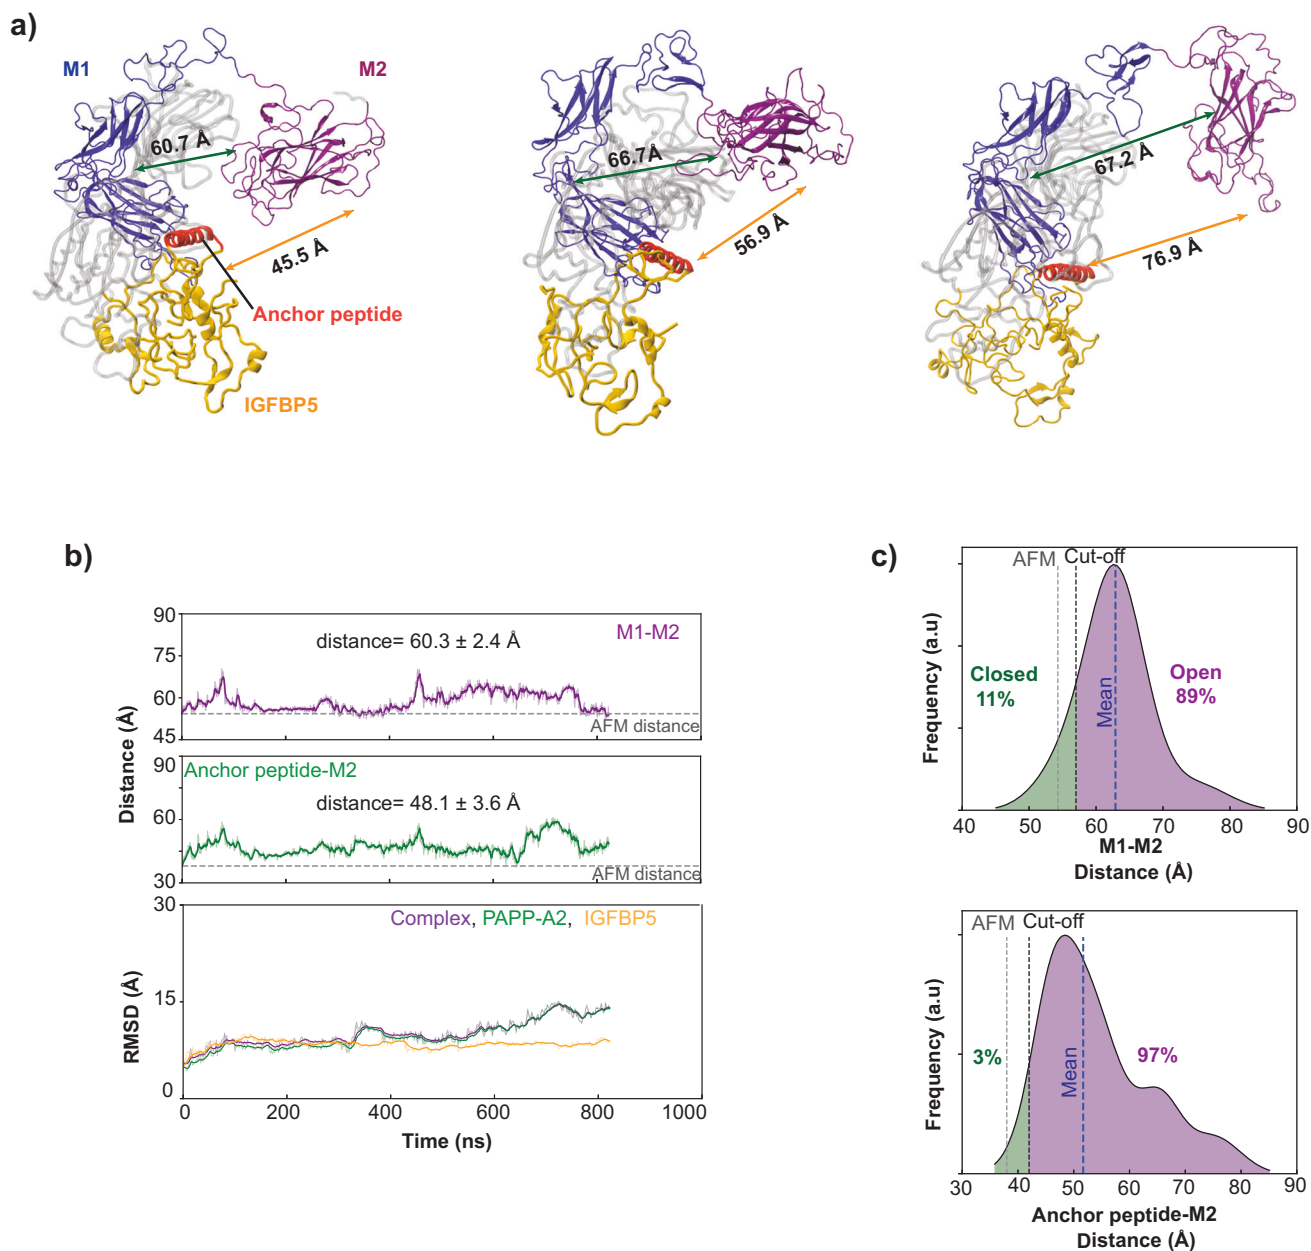 a)
M1
M2
60.7 Å
45.5 Å
Anchor peptide
IGFBP5
66.7Å
56.9 Å
67.2 Å
76.9 Å
b)
90
75
60
45
distance= 60.3 ± 2.4 Å
M1-M2
AFM distance
Distance (Å)
90
60
30
Anchor peptide-M2
distance= 48.1 ± 3.6 Å
AFM distance
30
15
0
RMSD (Å)
Complex, PAPP-A2, IGFBP5
0 200 400 600 800 1000
Time (ns)
c)
AFM
Cut-off
Frequency (a.u)
Closed
11%
Mean
Open
89%
40 50 60 70 80 90
M1-M2
Distance (Å)
AFM
Cut-off
Frequency (a.u)
3%
Mean
97%
30 40 50 60 70 80 90
Anchor peptide-M2
Distance (Å)